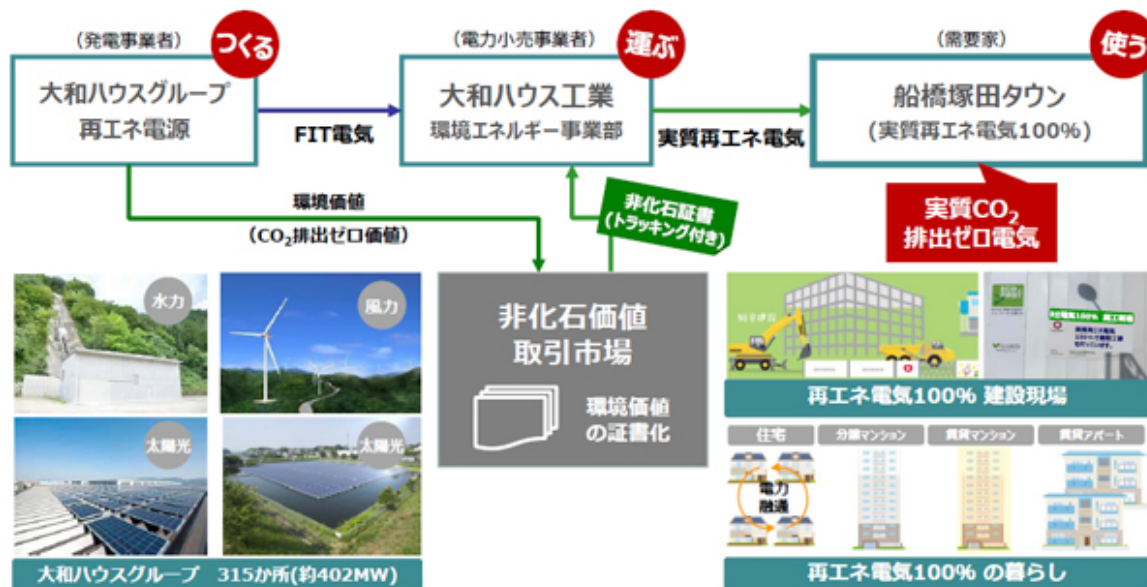 （発電事業者）
つくる
大和ハウスグループ
再エネ電源
FIT電気
（電力小売事業者）
運ぶ
大和ハウス工業
環境エネルギー事業部
実質再エネ電気
（需要家）
使う
船橋塚田タウン
(実質再エネ電気100%)
実質CO₂
排出ゼロ電気
環境価値
（CO₂排出ゼロ価値）
非化石証書
(トラッキング付き)
非化石価値
取引市場
環境価値
の証書化
水力
風力
太陽光
太陽光
大和ハウスグループ 315か所(約402MW)
再エネ電気100% 建設現場
住宅
分譲マンション
賃貸マンション
賃貸アパート
電力
融通
再エネ電気100% の暮らし